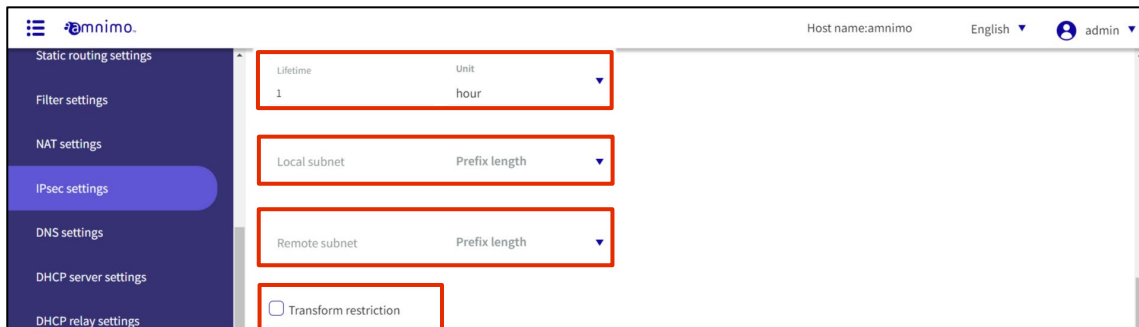 amnimo
Host name:amnimo
English
admin
Static routing settings
Filter settings
NAT settings
IPsec settings
DNS settings
DHCP server settings
DHCP relay settings
Lifetime
Unit
1
hour
Local subnet
Prefix length
Remote subnet
Prefix length
Transform restriction